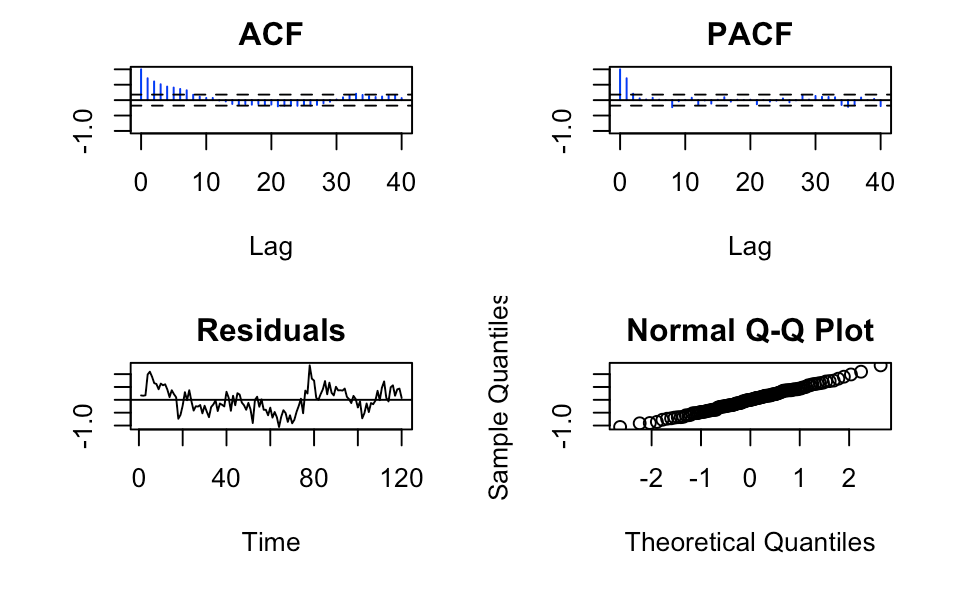 ACF
-1.0
0 10 20 30 40
Lag
PACF
-1.0
0 10 20 30 40
Lag
Residuals
-1.0
0 40 80 120
Time
Normal Q-Q Plot
Sample Quantiles
-1.0
-2 -1 0 1 2
Theoretical Quantiles